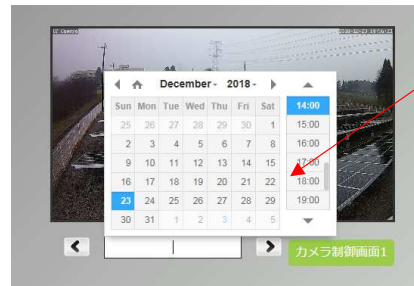 December 2018
14:00
Sun Mon Tue Wed Thu Fri Sat
25 26 27 28 29 30 1
15:00
2 3 4 5 6 7 8
16:00
9 10 11 12 13 14 15
17:00
16 17 18 19 20 21 22
18:00
23 24 25 26 27 28 29
19:00
30 31 1 2 3 4 5
カメラ制御画面1